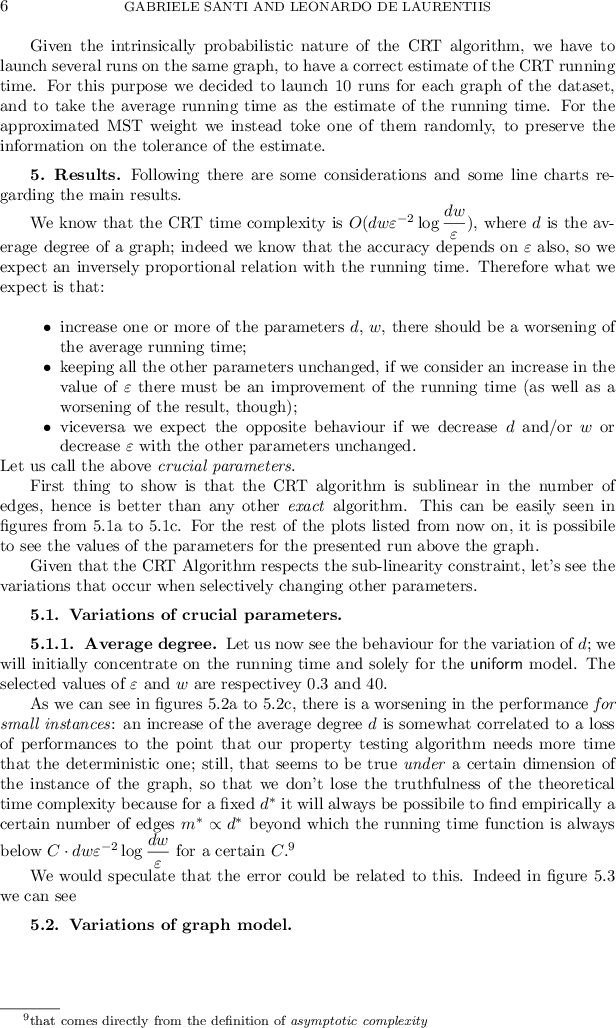 6 GABRIELE SANTI AND LEONARDO DE LAURENTIIS
Given the intrinsically probabilistic nature of the CRT algorithm, we have to
launch several runs on the same graph, to have a correct estimate of the CRT running
time. For this purpose we decided to launch 10 runs for each graph of the dataset,
and to take the average running time as the estimate of the running time. For the
approximated MST weight we instead toke one of them randomly, to preserve the
information on the tolerance of the estimate.
5. Results. Following there are some considerations and some line charts re-
garding the main results.
We know that the CRT time complexity is O(dwε⁻² log dw/ε), where d is the av-
erage degree of a graph; indeed we know that the accuracy depends on ε also, so we
expect an inversely proportional relation with the running time. Therefore what we
expect is that:
• increase one or more of the parameters d, w, there should be a worsening of
the average running time;
• keeping all the other parameters unchanged, if we consider an increase in the
value of ε there must be an improvement of the running time (as well as a
worsening of the result, though);
• viceversa we expect the opposite behaviour if we decrease d and/or w or
decrease ε with the other parameters unchanged.
Let us call the above crucial parameters.
First thing to show is that the CRT algorithm is sublinear in the number of
edges, hence is better than any other exact algorithm. This can be easily seen in
figures from 5.1a to 5.1c. For the rest of the plots listed from now on, it is possibile
to see the values of the parameters for the presented run above the graph.
Given that the CRT Algorithm respects the sub-linearity constraint, let's see the
variations that occur when selectively changing other parameters.
5.1. Variations of crucial parameters.
5.1.1. Average degree. Let us now see the behaviour for the variation of d; we
will initially concentrate on the running time and solely for the uniform model. The
selected values of ε and w are respectivey 0.3 and 40.
As we can see in figures 5.2a to 5.2c, there is a worsening in the performance for
small instances: an increase of the average degree d is somewhat correlated to a loss
of performances to the point that our property testing algorithm needs more time
that the deterministic one; still, that seems to be true under a certain dimension of
the instance of the graph, so that we don't lose the truthfulness of the theoretical
time complexity because for a fixed d* it will always be possibile to find empirically a
certain number of edges m* ∝ d* beyond which the running time function is always
below C · dwε⁻² log dw/ε for a certain C.⁹
We would speculate that the error could be related to this. Indeed in figure 5.3
we can see
5.2. Variations of graph model.
⁹that comes directly from the definition of asymptotic complexity